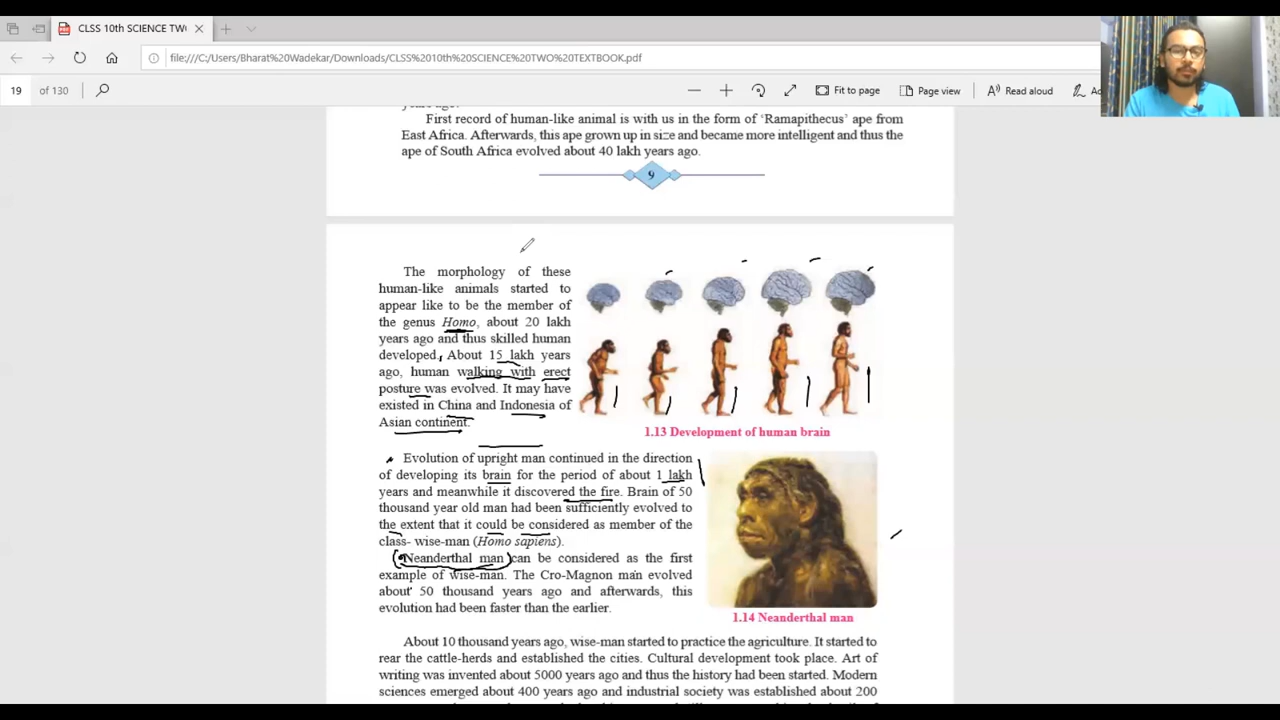 CLSS 10th SCIENCE TWO
file:///C:/Users/Bharat%20Wadekar/Downloads/CLSS%2010th%20SCIENCE%20TWO%20TEXTBOOK.pdf
19 of 130
Fit to page
Page view
Read aloud
First record of human-like animal is with us in the form of ‘Ramapithecus’ ape from
East Africa. Afterwards, this ape grown up in size and became more intelligent and thus the
ape of South Africa evolved about 40 lakh years ago.
9
The morphology of these
human-like animals started to
appear like to be the member of
the genus Homo, about 20 lakh
years ago and thus skilled human
developed. About 15 lakh years
ago, human walking with erect
posture was evolved. It may have
existed in China and Indonesia of
Asian continent.
1.13 Development of human brain
Evolution of upright man continued in the direction
of developing its brain for the period of about 1 lakh
years and meanwhile it discovered the fire. Brain of 50
thousand year old man had been sufficiently evolved to
the extent that it could be considered as member of the
class- wise-man (Homo sapiens).
Neanderthal man can be considered as the first
example of wise-man. The Cro-Magnon man evolved
about 50 thousand years ago and afterwards, this
evolution had been faster than the earlier.
1.14 Neanderthal man
About 10 thousand years ago, wise-man started to practice the agriculture. It started to
rear the cattle-herds and established the cities. Cultural development took place. Art of
writing was invented about 5000 years ago and thus the history had been started. Modern
sciences emerged about 400 years ago and industrial society was established about 200